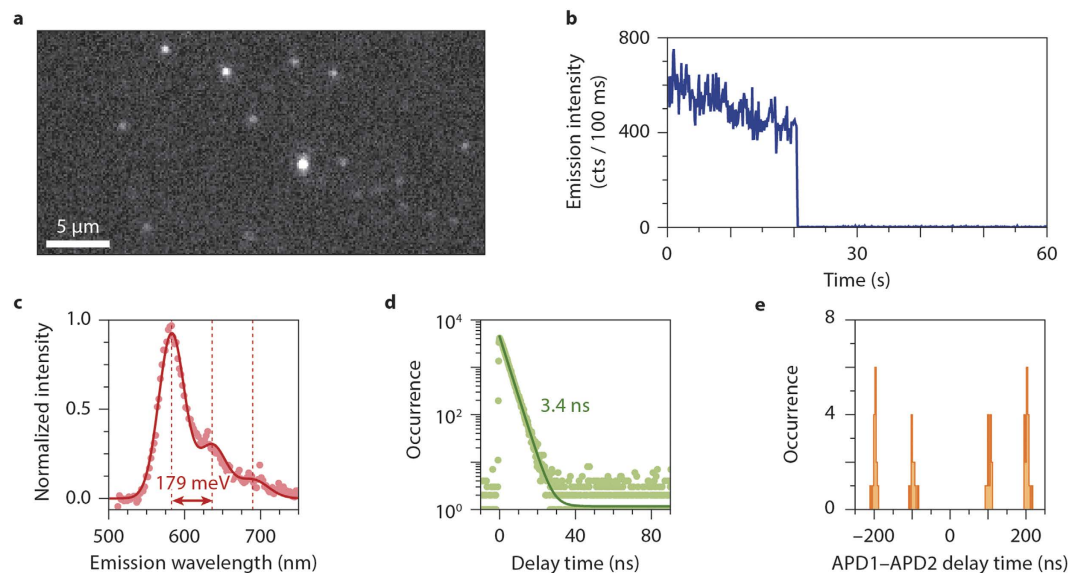 a
5 µm
b
Emission intensity
(cts / 100 ms)
800
400
0
0
30
60
Time (s)
c
Normalized intensity
1.0
0.5
0.0
179 meV
500
600
700
Emission wavelength (nm)
d
Occurrence
10⁴
10²
10⁰
3.4 ns
0
40
80
Delay time (ns)
e
Occurrence
8
4
0
−200
0
200
APD1–APD2 delay time (ns)